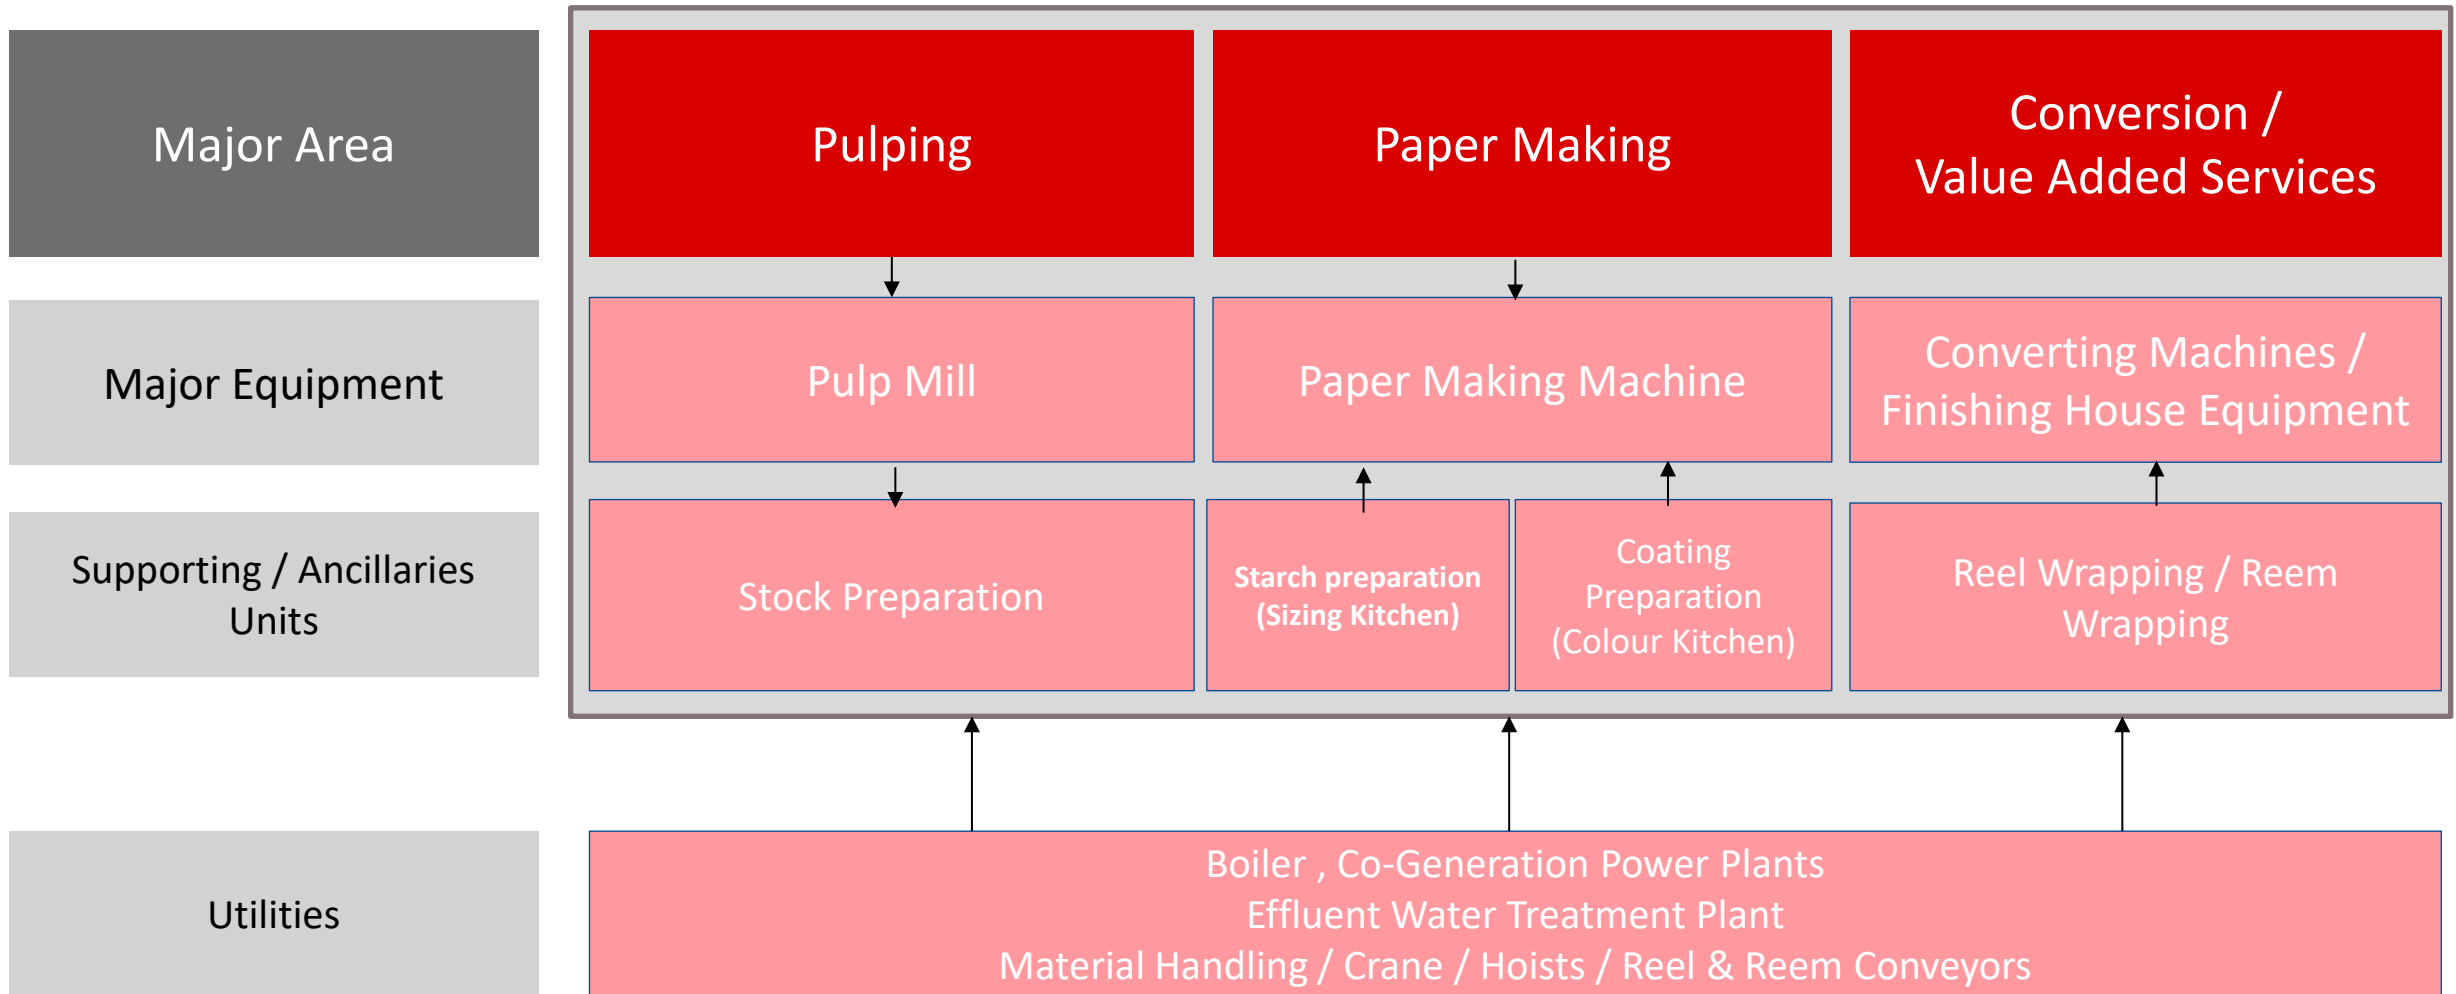 Major Area
Pulping
Paper Making
Conversion /
Value Added Services
Major Equipment
Pulp Mill
Paper Making Machine
Converting Machines /
Finishing House Equipment
Supporting / Ancillaries
Units
Stock Preparation
Starch preparation
(Sizing Kitchen)
Coating
Preparation
(Colour Kitchen)
Reel Wrapping / Reem
Wrapping
Utilities
Boiler , Co-Generation Power Plants
Effluent Water Treatment Plant
Material Handling / Crane / Hoists / Reel & Reem Conveyors